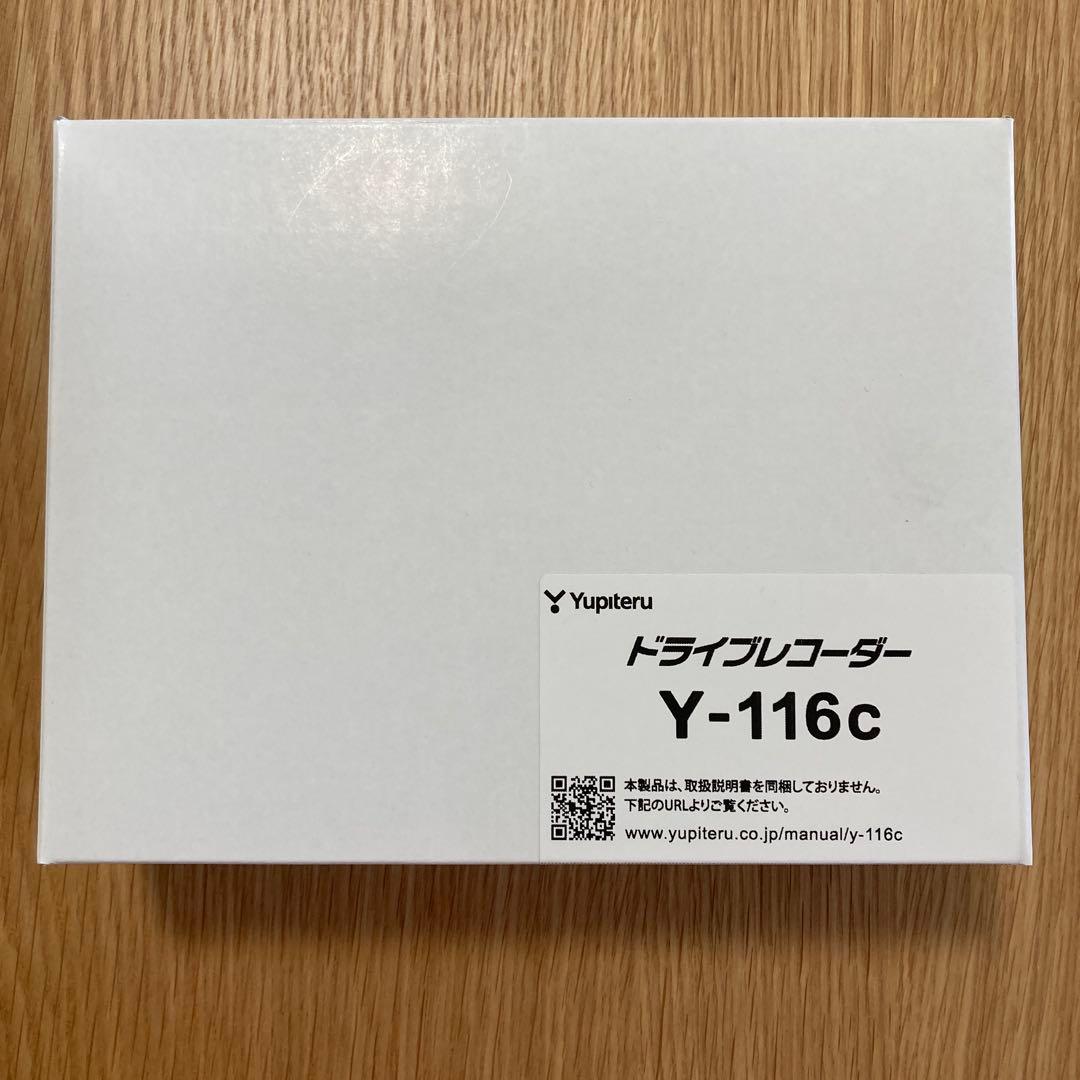 Yupiteru
ドライブレコーダー
Y-116c
本製品は、取扱説明書を同梱しておりません。
下記のURLよりご覧ください。
www.yupiteru.co.jp/manual/y-116c